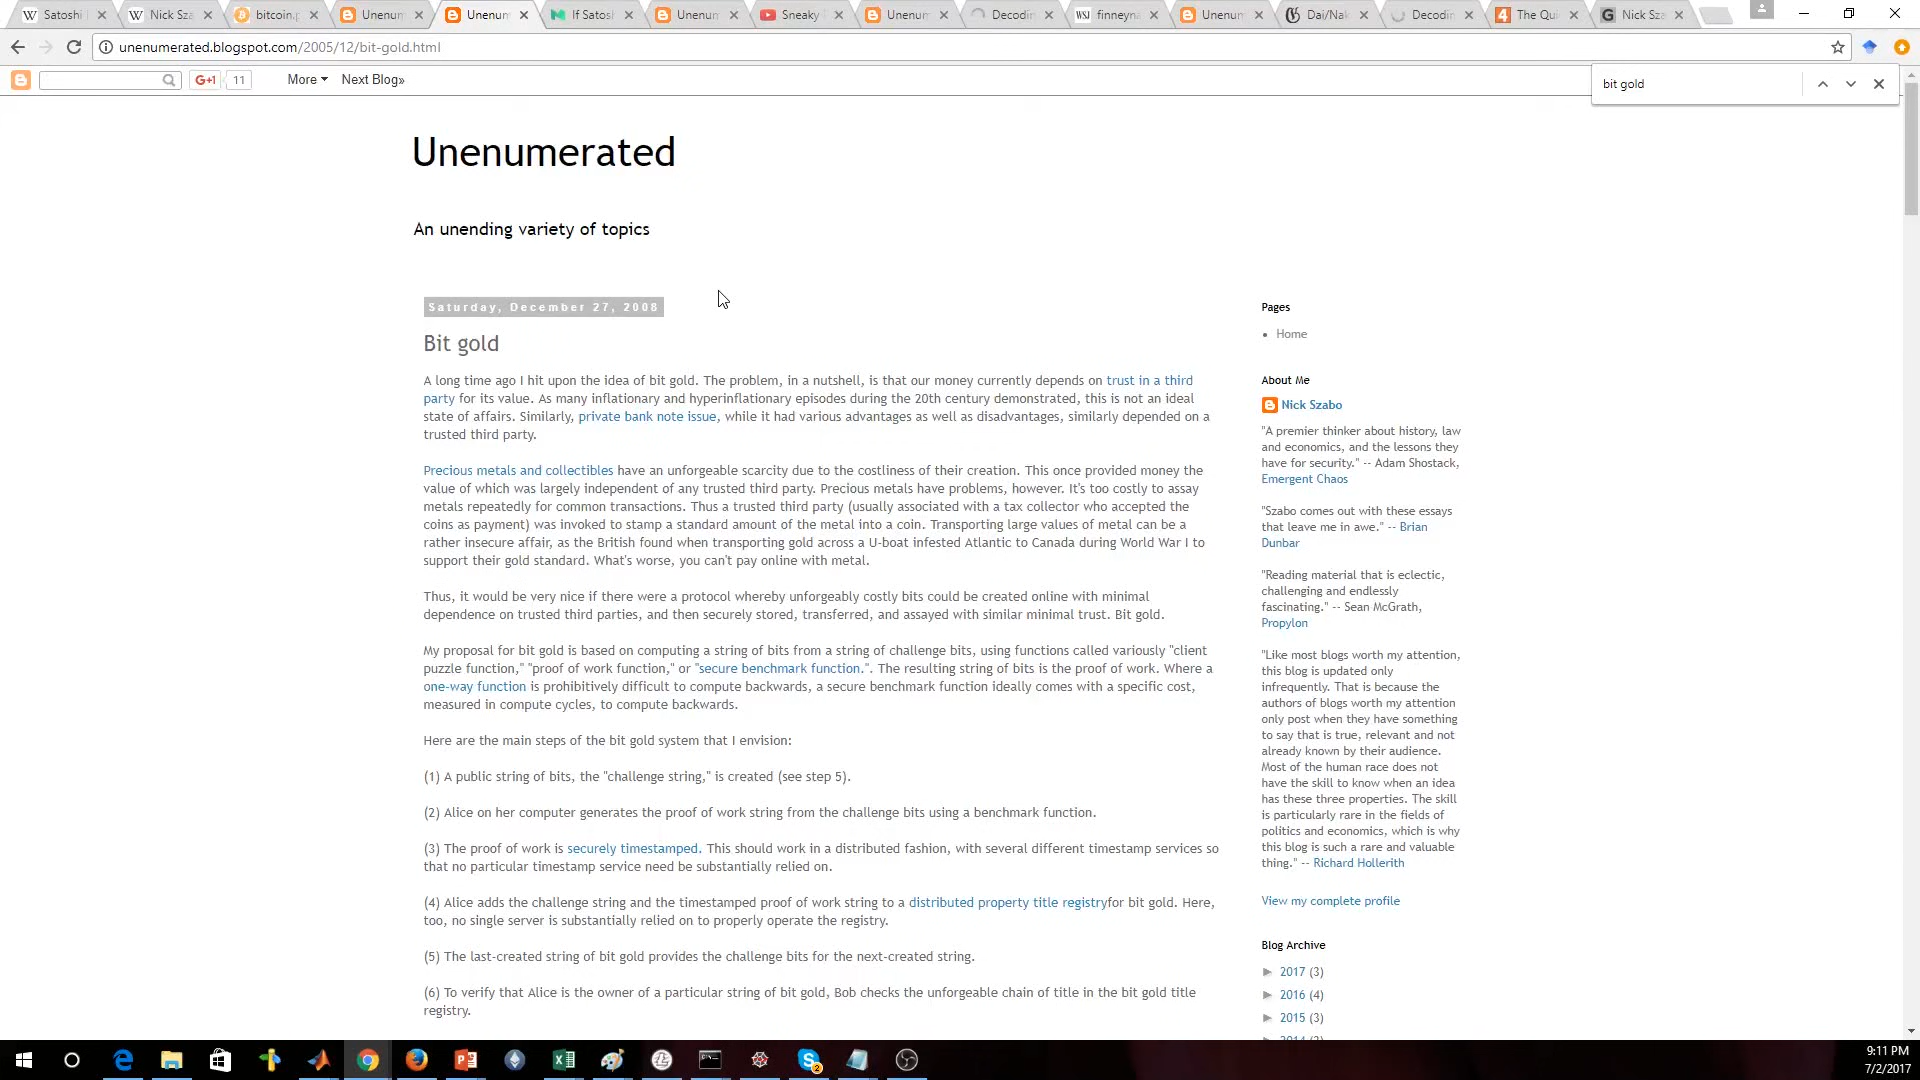 Satoshi
Nick Sza
bitcoin.p
Unenum
Unenum
If Satosh
Unenum
Sneaky
Unenum
Decodin
WSJ finneyna
Unenum
Dai/Nak
Decodin
4 The Qu
G Nick Sza
unenumerated.blogspot.com/2005/12/bit-gold.html
G+1 11 More Next Blog»
bit gold
Unenumerated
An unending variety of topics
Saturday, December 27, 2008
Bit gold
A long time ago I hit upon the idea of bit gold. The problem, in a nutshell, is that our money currently depends on trust in a third
party for its value. As many inflationary and hyperinflationary episodes during the 20th century demonstrated, this is not an ideal
state of affairs. Similarly, private bank note issue, while it had various advantages as well as disadvantages, similarly depended on a
trusted third party.
Precious metals and collectibles have an unforgeable scarcity due to the costliness of their creation. This once provided money the
value of which was largely independent of any trusted third party. Precious metals have problems, however. It's too costly to assay
metals repeatedly for common transactions. Thus a trusted third party (usually associated with a tax collector who accepted the
coins as payment) was invoked to stamp a standard amount of the metal into a coin. Transporting large values of metal can be a
rather insecure affair, as the British found when transporting gold across a U-boat infested Atlantic to Canada during World War I to
support their gold standard. What's worse, you can't pay online with metal.
Thus, it would be very nice if there were a protocol whereby unforgeably costly bits could be created online with minimal
dependence on trusted third parties, and then securely stored, transferred, and assayed with similar minimal trust. Bit gold.
My proposal for bit gold is based on computing a string of bits from a string of challenge bits, using functions called variously "client
puzzle function," "proof of work function," or "secure benchmark function.". The resulting string of bits is the proof of work. Where a
one-way function is prohibitively difficult to compute backwards, a secure benchmark function ideally comes with a specific cost,
measured in compute cycles, to compute backwards.
Here are the main steps of the bit gold system that I envision:
(1) A public string of bits, the "challenge string," is created (see step 5).
(2) Alice on her computer generates the proof of work string from the challenge bits using a benchmark function.
(3) The proof of work is securely timestamped. This should work in a distributed fashion, with several different timestamp services so
that no particular timestamp service need be substantially relied on.
(4) Alice adds the challenge string and the timestamped proof of work string to a distributed property title registryfor bit gold. Here,
too, no single server is substantially relied on to properly operate the registry.
(5) The last-created string of bit gold provides the challenge bits for the next-created string.
(6) To verify that Alice is the owner of a particular string of bit gold, Bob checks the unforgeable chain of title in the bit gold title
registry.
Pages
Home
About Me
Nick Szabo
"A premier thinker about history, law
and economics, and the lessons they
have for security." -- Adam Shostack,
Emergent Chaos
"Szabo comes out with these essays
that leave me in awe." -- Brian
Dunbar
"Reading material that is eclectic,
challenging and endlessly
fascinating." -- Sean McGrath,
Propylon
"Like most blogs worth my attention,
this blog is updated only
infrequently. That is because the
authors of blogs worth my attention
only post when they have something
to say that is true, relevant and not
already known by their audience.
Most of the human race does not
have the skill to know when an idea
has these three properties. The skill
is particularly rare in the fields of
politics and economics, which is why
this blog is such a rare and valuable
thing." -- Richard Hollerith
View my complete profile
Blog Archive
2017 (3)
2016 (4)
2015 (3)
9:11 PM
7/2/2017